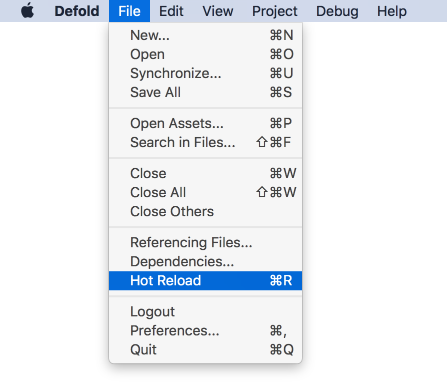 Defold File Edit View Project Debug Help
New... ⌘N
Open ⌘O
Synchronize... ⌘U
Save All ⌘S
Open Assets... ⌘P
Search in Files... ⇧⌘F
Close ⌘W
Close All ⇧⌘W
Close Others
Referencing Files...
Dependencies...
Hot Reload ⌘R
Logout
Preferences... ⌘,
Quit ⌘Q